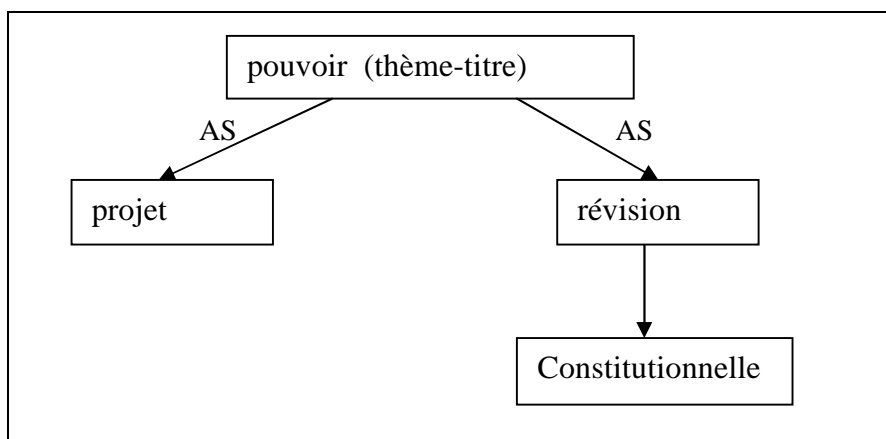 pouvoir (thème-titre)
AS AS
projet révision
Constitutionnelle